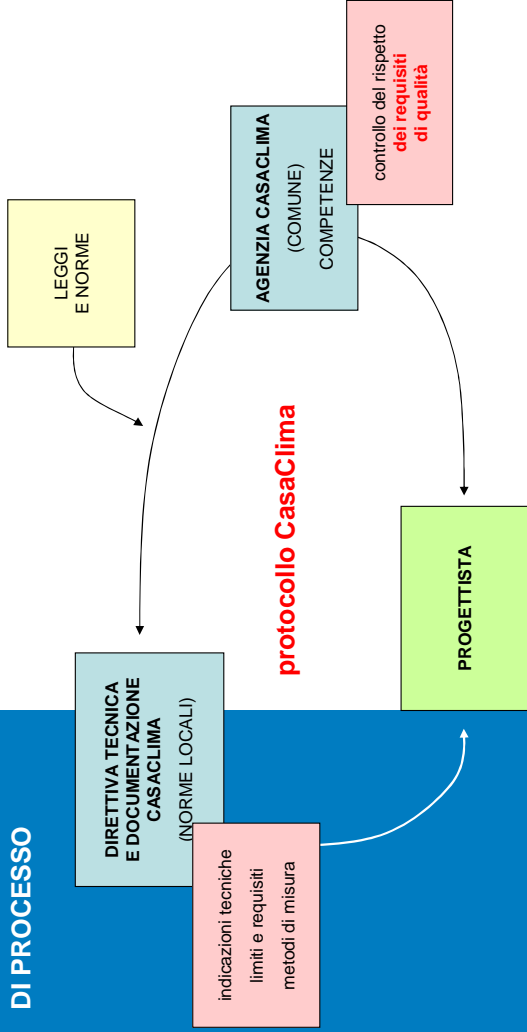 DI PROCESSO
DIRETTIVA TECNICA
E DOCUMENTAZIONE
CASACLIMA
(NORME LOCALI)
indicazioni tecniche
limiti e requisiti
metodi di misura
LEGGI
E NORME
protocollo CasaClima
AGENZIA CASACLIMA
(COMUNE)
COMPETENZE
controllo del rispetto
dei requisiti
di qualità
PROGETTISTA